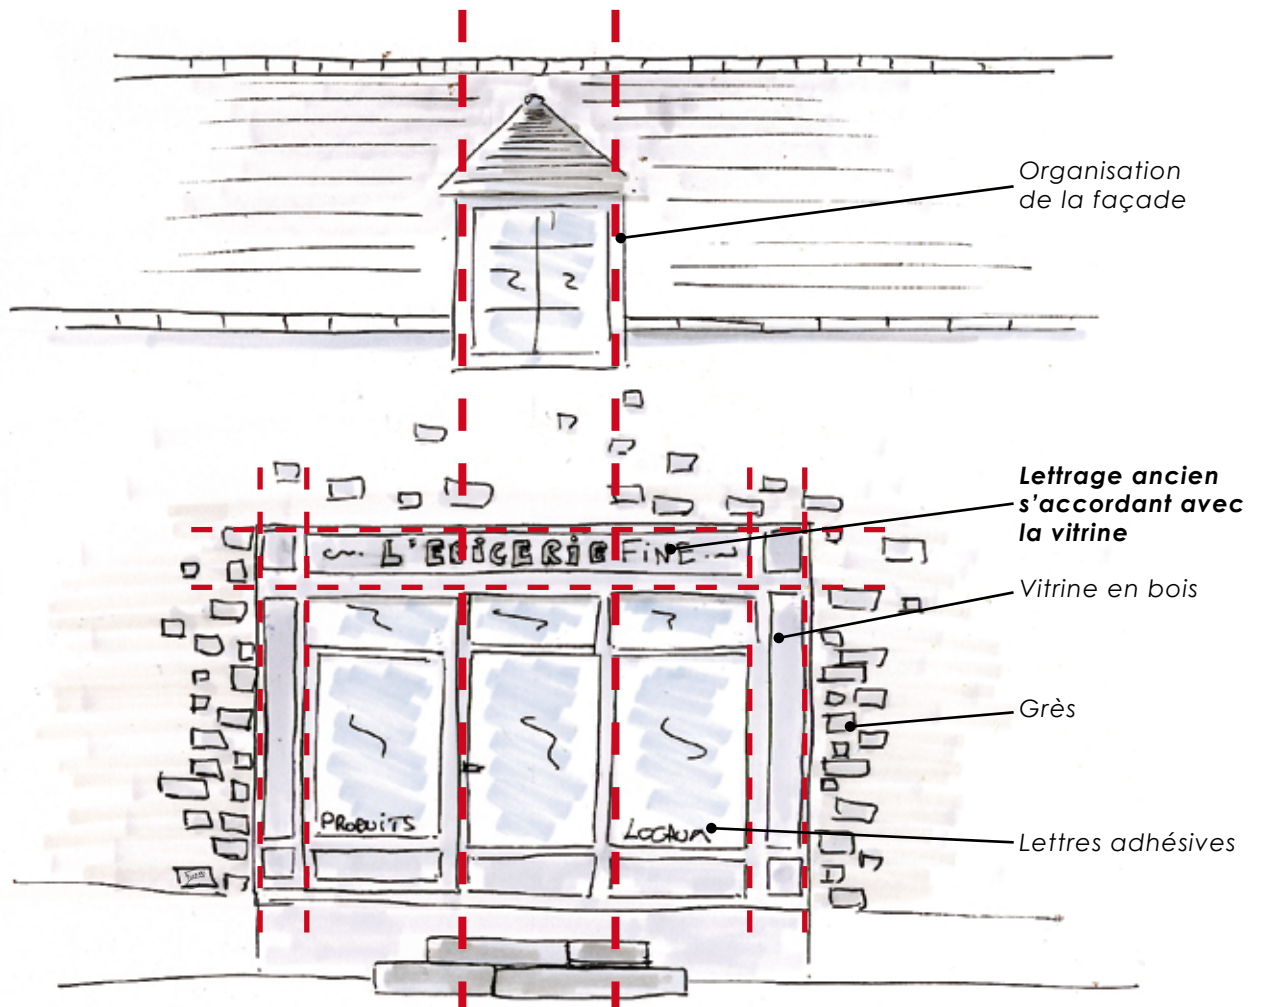 Organisation
de la façade
Lettrage ancien
s’accordant avec
la vitrine
L'EPICERIE FiNE
Vitrine en bois
Grès
PRODUITS
LOCAUX
Lettres adhésives